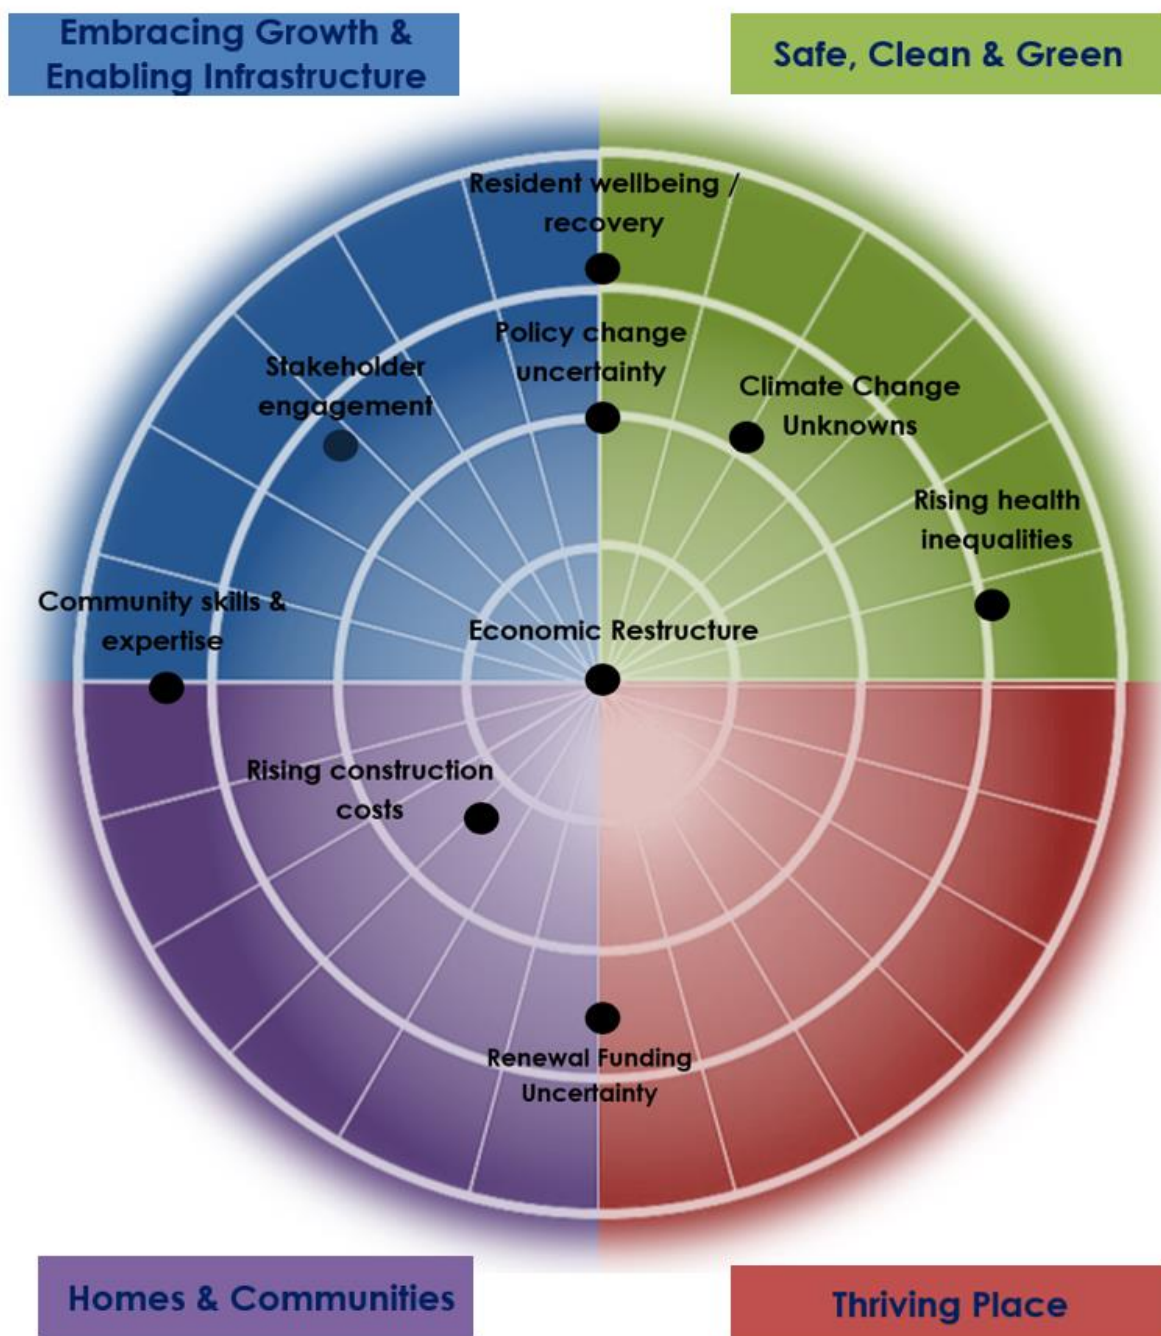 Embracing Growth &
Enabling Infrastructure
Safe, Clean & Green
Resident wellbeing /
recovery
Policy change
uncertainty
Stakeholder
engagement
Climate Change
Unknowns
Rising health
inequalities
Community skills &
expertise
Economic Restructure
Rising construction
costs
Renewal Funding
Uncertainty
Homes & Communities
Thriving Place